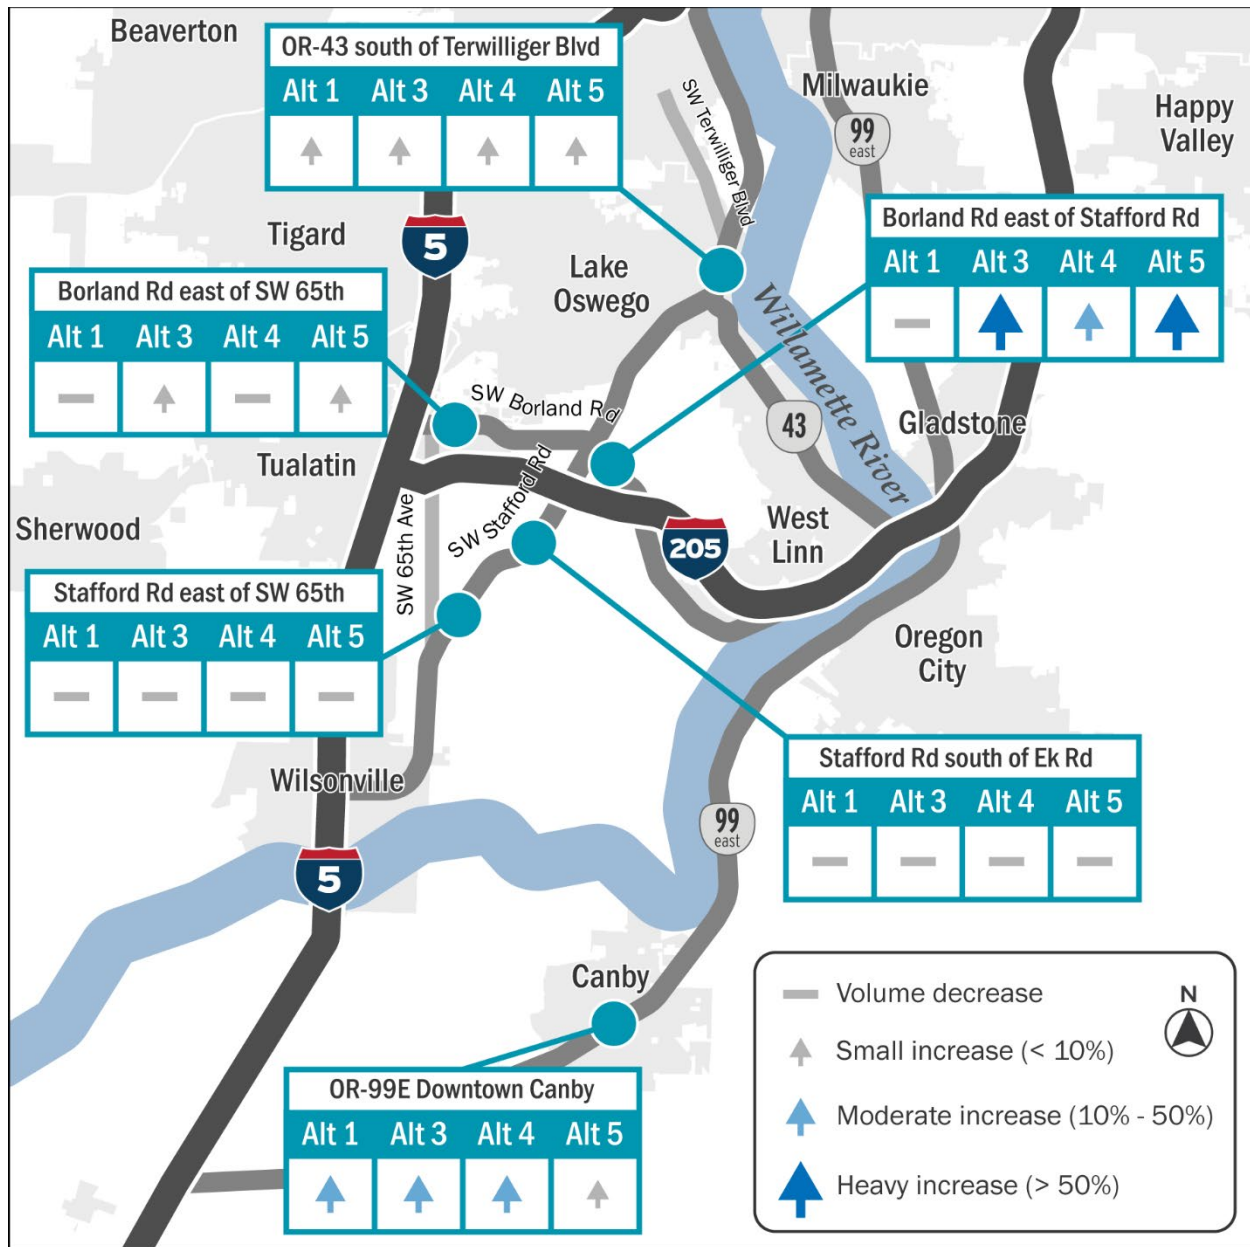 Beaverton
OR-43 south of Terwilliger Blvd
Alt 1 Alt 3 Alt 4 Alt 5
SW Terwilliger Blvd
Milwaukie
99
east
Happy
Valley
Tigard
5
Lake
Oswego
Borland Rd east of Stafford Rd
Alt 1 Alt 3 Alt 4 Alt 5
Borland Rd east of SW 65th
Alt 1 Alt 3 Alt 4 Alt 5
Willamette River
SW Borland Rd
43
Gladstone
Tualatin
SW Stafford Rd
Sherwood
SW 65th Ave
West
Linn
205
Stafford Rd east of SW 65th
Alt 1 Alt 3 Alt 4 Alt 5
Oregon
City
Wilsonville
Stafford Rd south of Ek Rd
Alt 1 Alt 3 Alt 4 Alt 5
99
east
5
Canby
OR-99E Downtown Canby
Alt 1 Alt 3 Alt 4 Alt 5
Volume decrease
N
Small increase (< 10%)
Moderate increase (10% - 50%)
Heavy increase (> 50%)